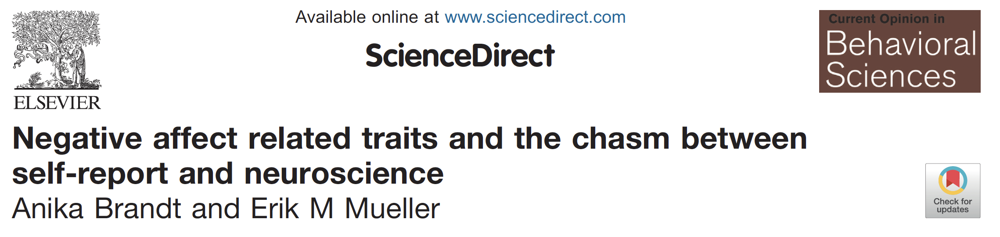 Available online at www.sciencedirect.com
ScienceDirect
NON SOLUS
ELSEVIER
Current Opinion in
Behavioral
Sciences
Negative affect related traits and the chasm between
self-report and neuroscience
Anika Brandt and Erik M Mueller
Check for
updates